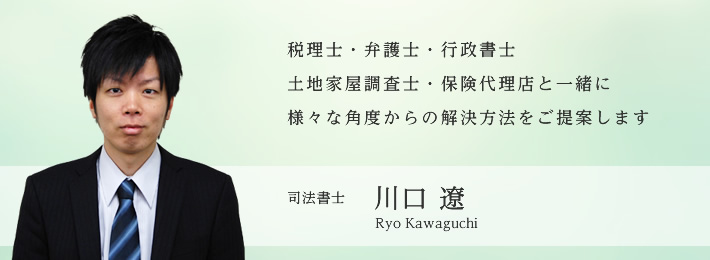 税理士・弁護士・行政書士
土地家屋調査士・保険代理店と一緒に
様々な角度からの解決方法をご提案します
司法書士 川口 遼
Ryo Kawaguchi